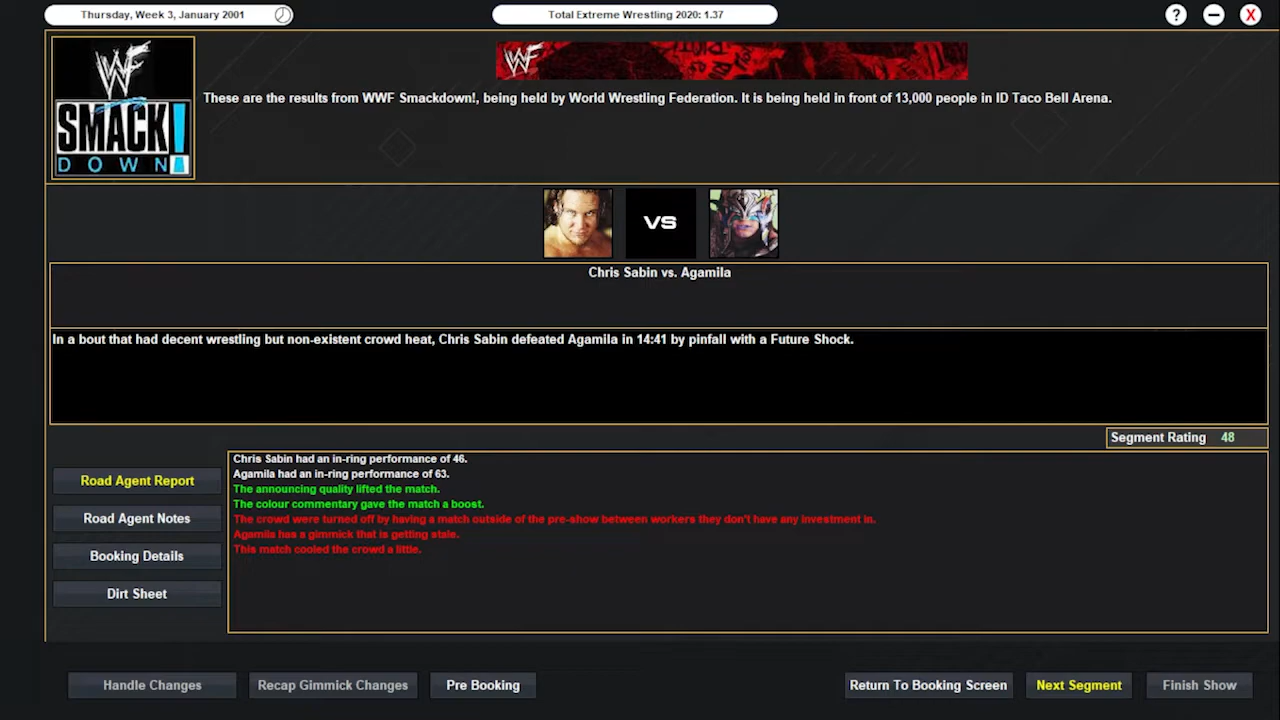 Thursday, Week 3, January 2001
Total Extreme Wrestling 2020: 1.37
?
X
WF
SMACK!
DOWN
These are the results from WWF Smackdown!, being held by World Wrestling Federation. It is being held in front of 13,000 people in ID Taco Bell Arena.
VS
Chris Sabin vs. Agamila
In a bout that had decent wrestling but non-existent crowd heat, Chris Sabin defeated Agamila in 14:41 by pinfall with a Future Shock.
Segment Rating 48
Road Agent Report
Road Agent Notes
Booking Details
Dirt Sheet
Chris Sabin had an in-ring performance of 46.
Agamila had an in-ring performance of 63.
The announcing quality lifted the match.
The colour commentary gave the match a boost.
The crowd were turned off by having a match outside of the pre-show between workers they don't have any investment in.
Agamila has a gimmick that is getting stale.
This match cooled the crowd a little.
Handle Changes
Recap Gimmick Changes
Pre Booking
Return To Booking Screen
Next Segment
Finish Show